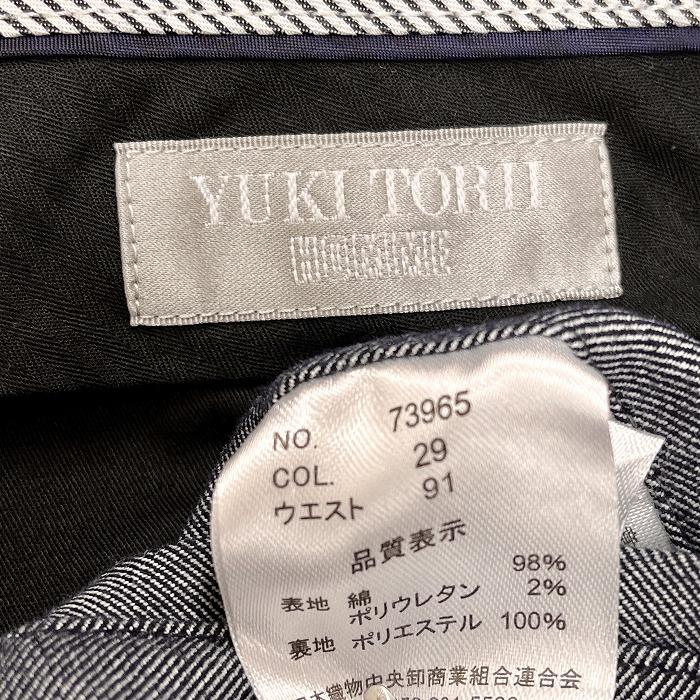 YUKI TORII
NO. 73965
COL. 29
ウエスト 91
品質表示
表地 綿 98%
ポリウレタン 2%
裏地 ポリエステル 100%
本織物中央卸商業組合連合会